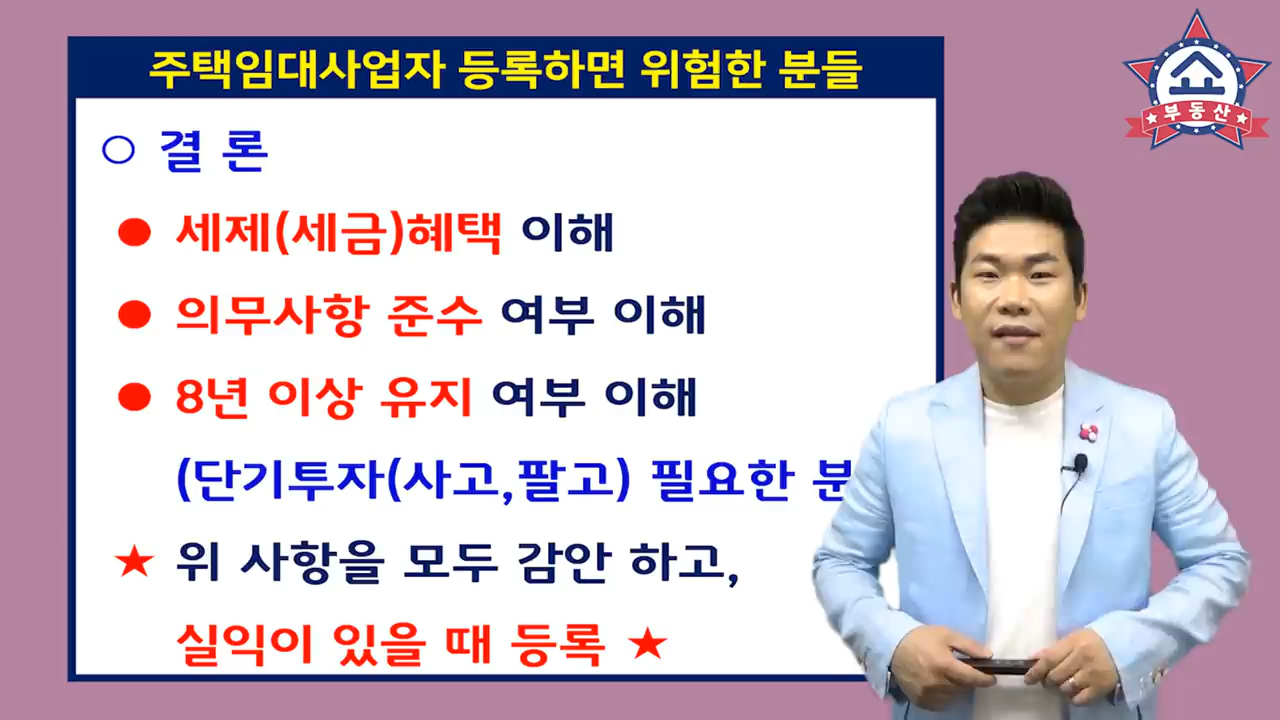 주택임대사업자 등록하면 위험한 분들
○ 결 론
● 세제(세금)혜택 이해
● 의무사항 준수 여부 이해
● 8년 이상 유지 여부 이해
(단기투자(사고,팔고) 필요한 분
★ 위 사항을 모두 감안 하고,
실익이 있을 때 등록 ★
쇼
부동산